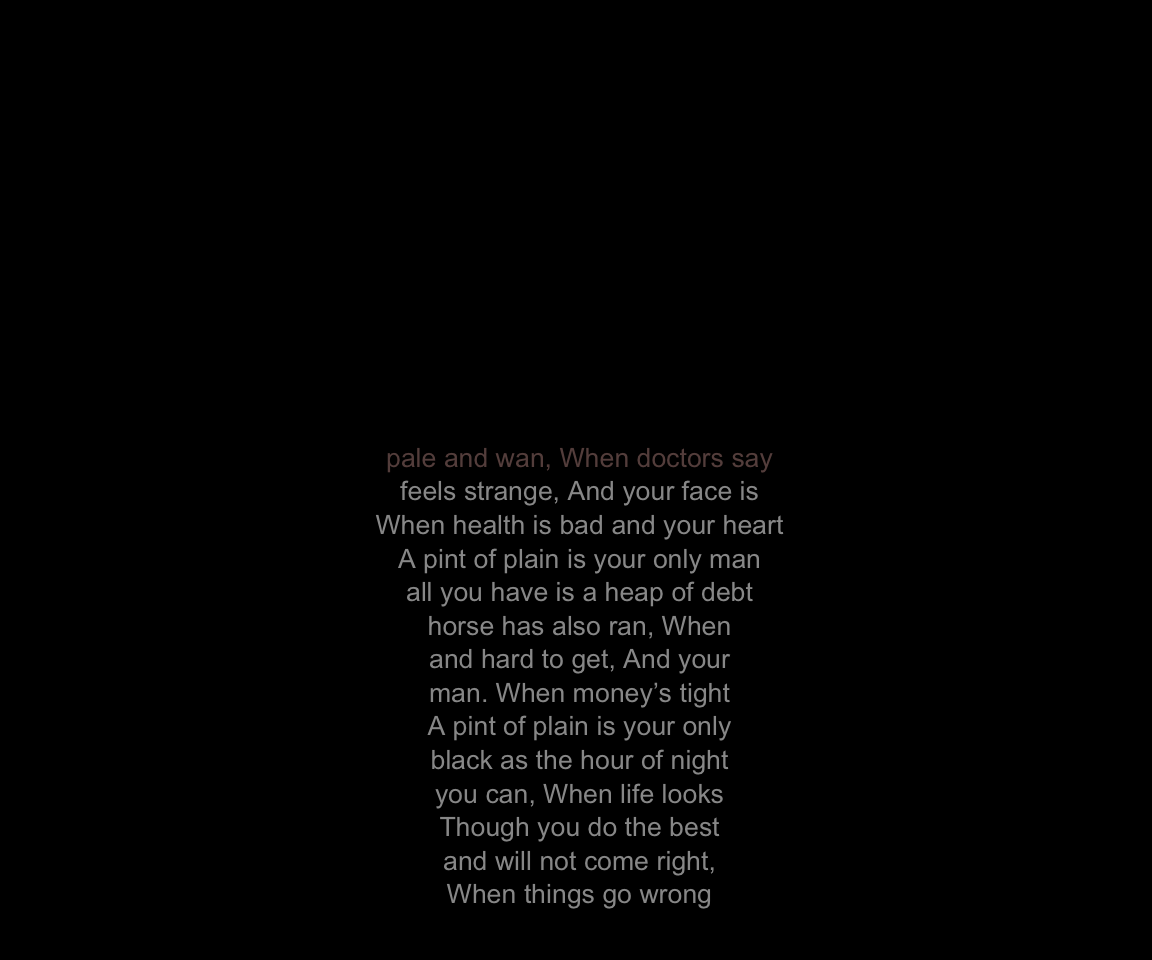 pale and wan, When doctors say
feels strange, And your face is
When health is bad and your heart
A pint of plain is your only man
all you have is a heap of debt
horse has also ran, When
and hard to get, And your
man. When money’s tight
A pint of plain is your only
black as the hour of night
you can, When life looks
Though you do the best
and will not come right,
When things go wrong